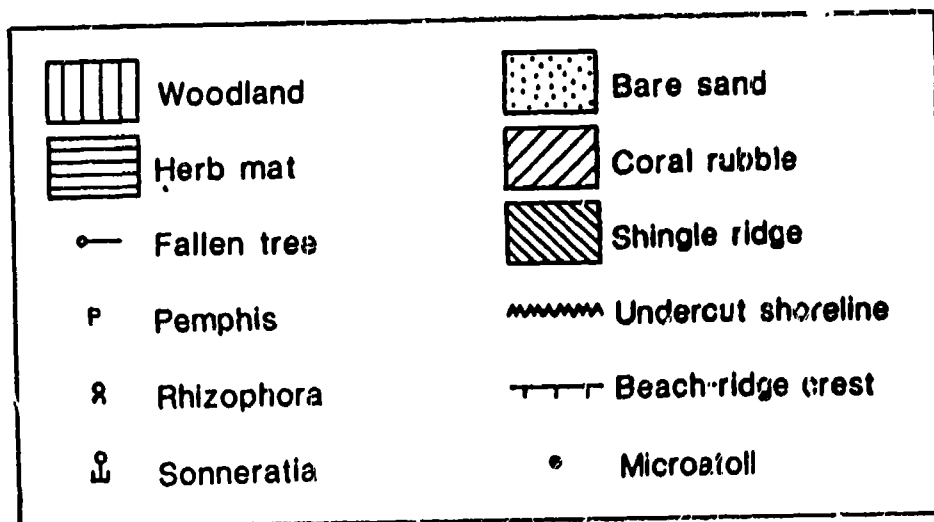 Woodland
Herb mat
Fallen tree
P Pemphis
Rhizophora
Sonneratia
Bare sand
Coral rubble
Shingle ridge
Undercut shoreline
Beach-ridge crest
Microatoll